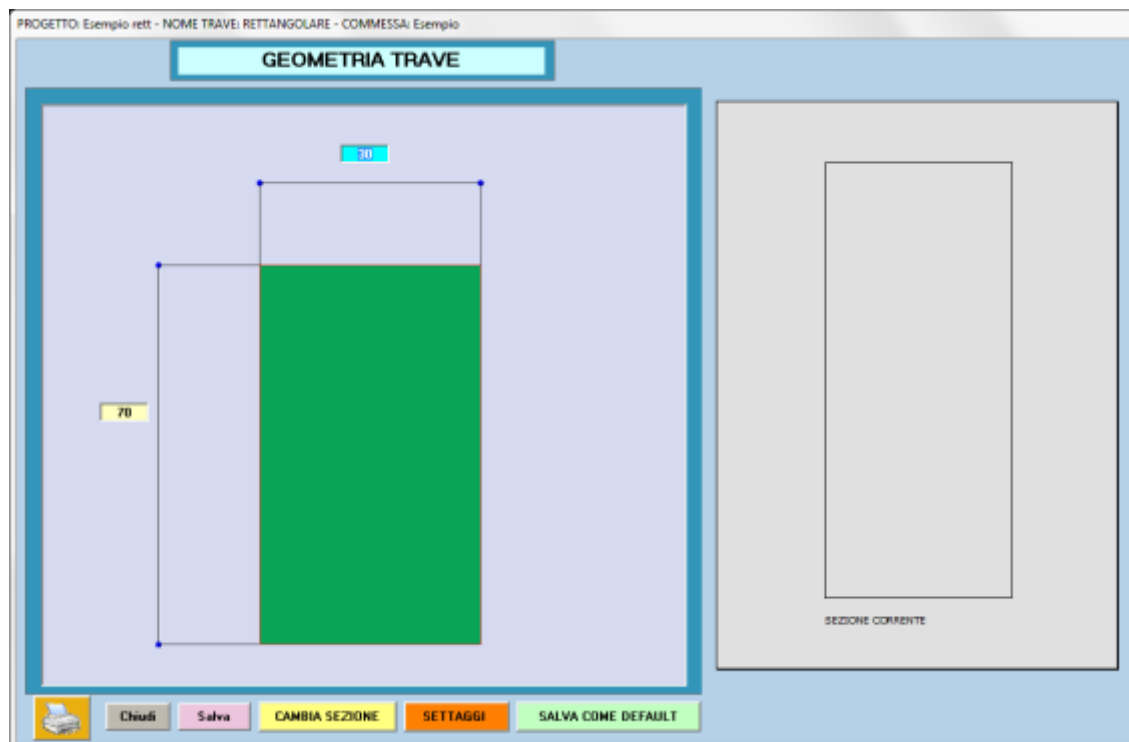 PROGETTO: Esempio rett - NOME TRAVE: RETTANGOLARE - COMMESSA: Esempio
GEOMETRIA TRAVE
30
70
SEZIONE CORRENTE
Chiudi
Salva
CAMBIA SEZIONE
SETTAGGI
SALVA COME DEFAULT